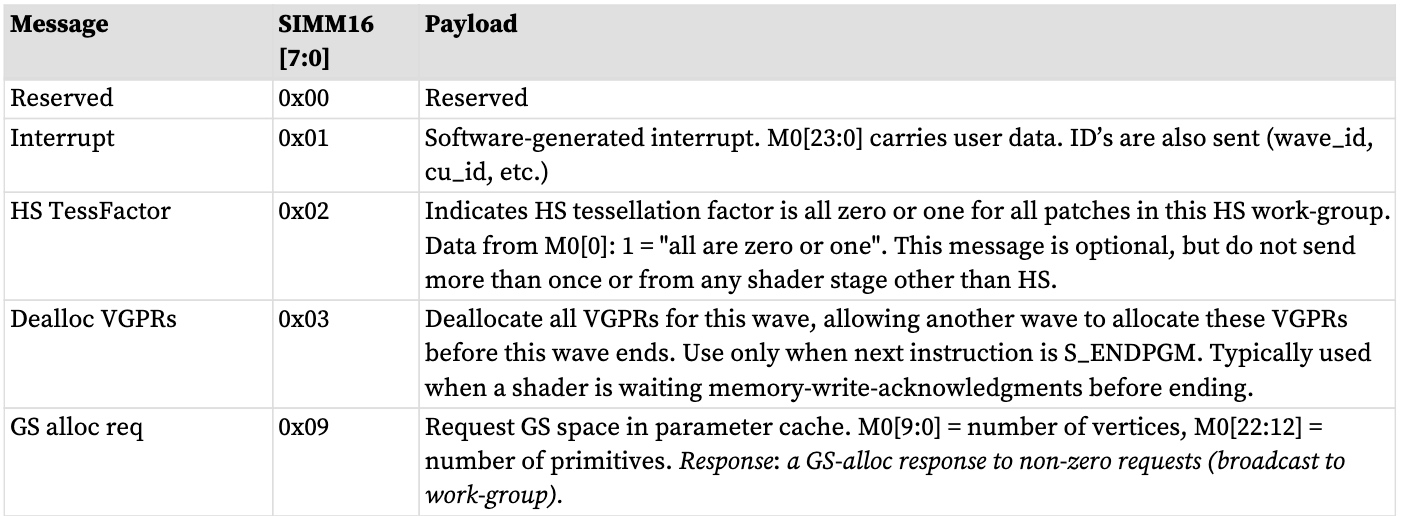 Message SIMM16 Payload
[7:0]
Reserved 0x00 Reserved
Interrupt 0x01 Software-generated interrupt. M0[23:0] carries user data. ID’s are also sent (wave_id,
cu_id, etc.)
HS TessFactor 0x02 Indicates HS tessellation factor is all zero or one for all patches in this HS work-group.
Data from M0[0]: 1 = "all are zero or one". This message is optional, but do not send
more than once or from any shader stage other than HS.
Dealloc VGPRs 0x03 Deallocate all VGPRs for this wave, allowing another wave to allocate these VGPRs
before this wave ends. Use only when next instruction is S_ENDPGM. Typically used
when a shader is waiting memory-write-acknowledgments before ending.
GS alloc req 0x09 Request GS space in parameter cache. M0[9:0] = number of vertices, M0[22:12] =
number of primitives. Response: a GS-alloc response to non-zero requests (broadcast to
work-group).